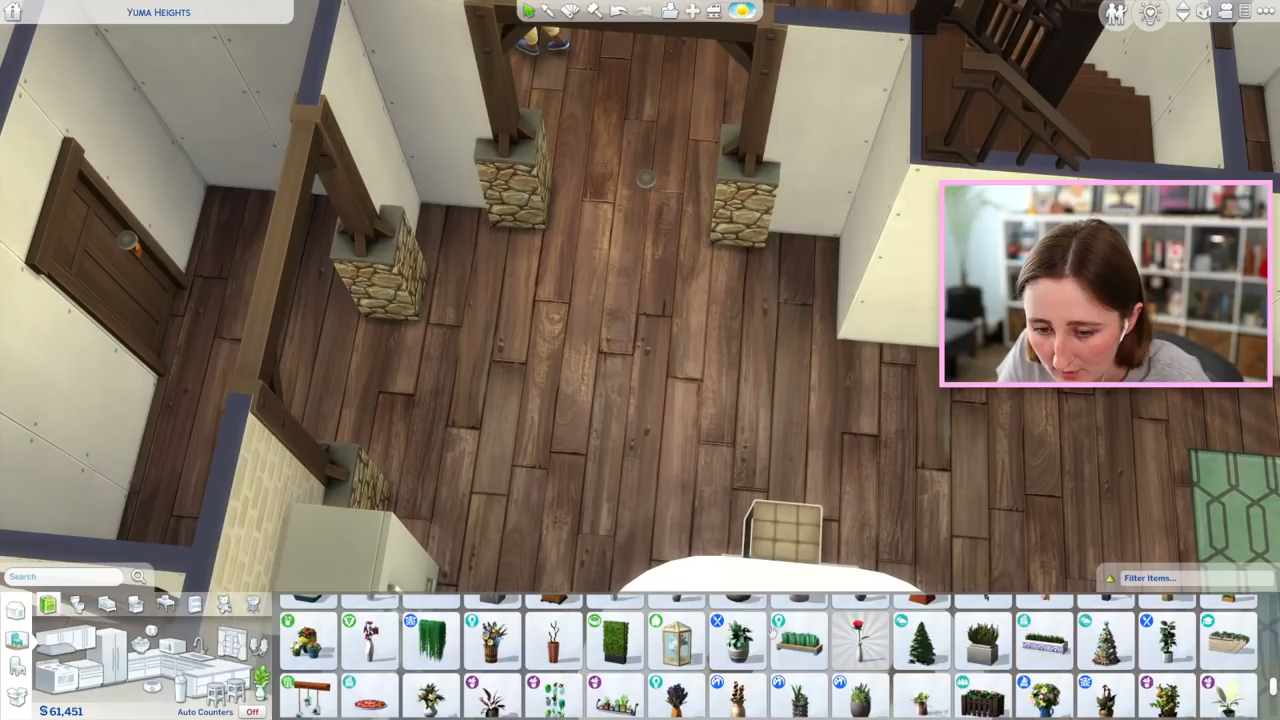 YUMA HEIGHTS
Search
Filter Items...
$61,451
Auto Counters
Off